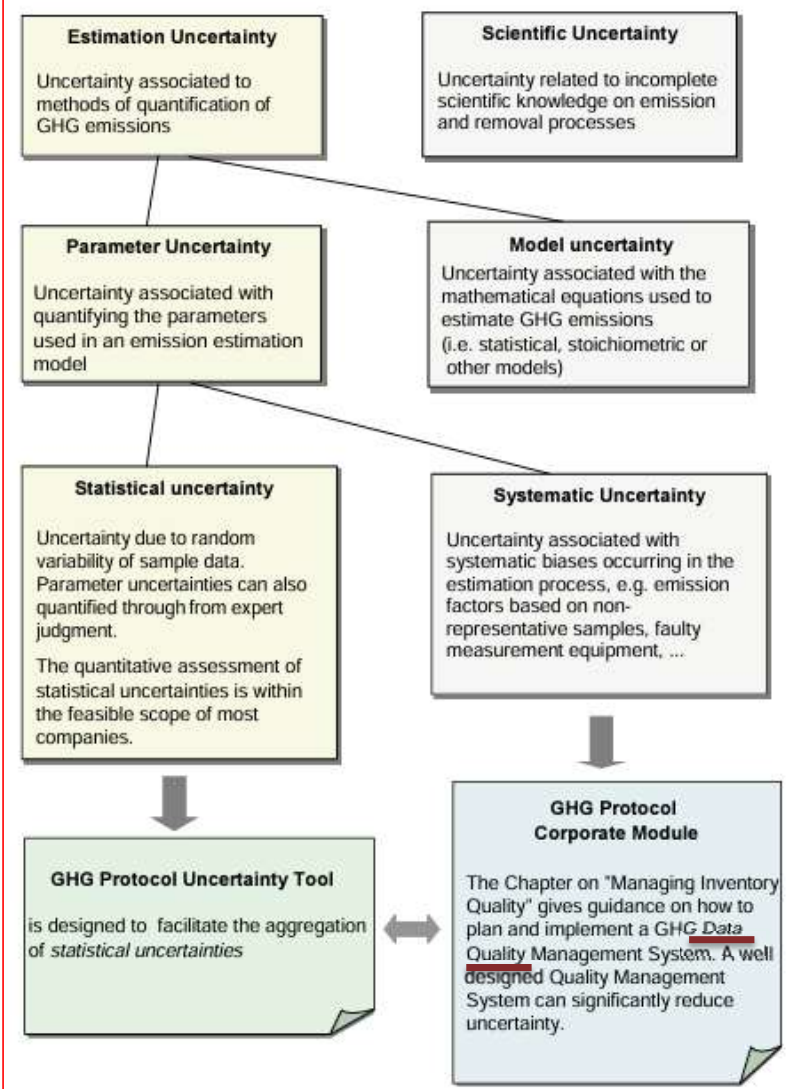 Estimation Uncertainty
Uncertainty associated to
methods of quantification of
GHG emissions
Scientific Uncertainty
Uncertainty related to incomplete
scientific knowledge on emission
and removal processes
Parameter Uncertainty
Uncertainty associated with
quantifying the parameters
used in an emission estimation
model
Model uncertainty
Uncertainty associated with the
mathematical equations used to
estimate GHG emissions
(i.e. statistical, stoichiometric or
other models)
Statistical uncertainty
Uncertainty due to random
variability of sample data.
Parameter uncertainties can also
quantified through from expert
judgment.
The quantitative assessment of
statistical uncertainties is within
the feasible scope of most
companies.
Systematic Uncertainty
Uncertainty associated with
systematic biases occurring in the
estimation process, e.g. emission
factors based on non-
representative samples, faulty
measurement equipment, ...
GHG Protocol Uncertainty Tool
is designed to facilitate the aggregation
of statistical uncertainties
GHG Protocol
Corporate Module
The Chapter on "Managing Inventory
Quality" gives guidance on how to
plan and implement a GHG Data
Quality Management System. A well
designed Quality Management
System can significantly reduce
uncertainty.